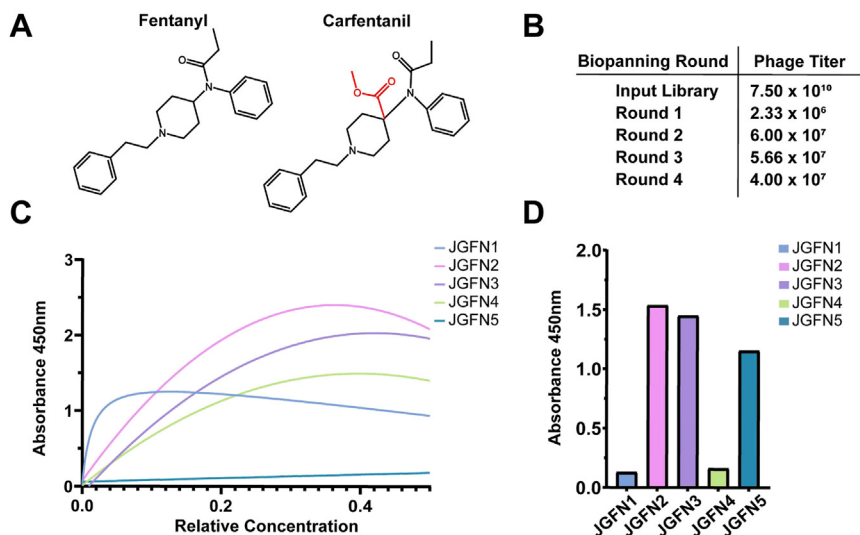 A
Fentanyl
Carfentanil
O
N
N
O
O
O
N
N
B
Biopanning Round Phage Titer
Input Library 7.50 x 10¹⁰
Round 1 2.33 x 10⁶
Round 2 6.00 x 10⁷
Round 3 5.66 x 10⁷
Round 4 4.00 x 10⁷
C
Absorbance 450nm
3
2
1
0
0.0 0.2 0.4
Relative Concentration
JGFN1
JGFN2
JGFN3
JGFN4
JGFN5
D
Absorbance 450nm
2.0
1.5
1.0
0.5
0.0
JGFN1
JGFN2
JGFN3
JGFN4
JGFN5
JGFN1
JGFN2
JGFN3
JGFN4
JGFN5